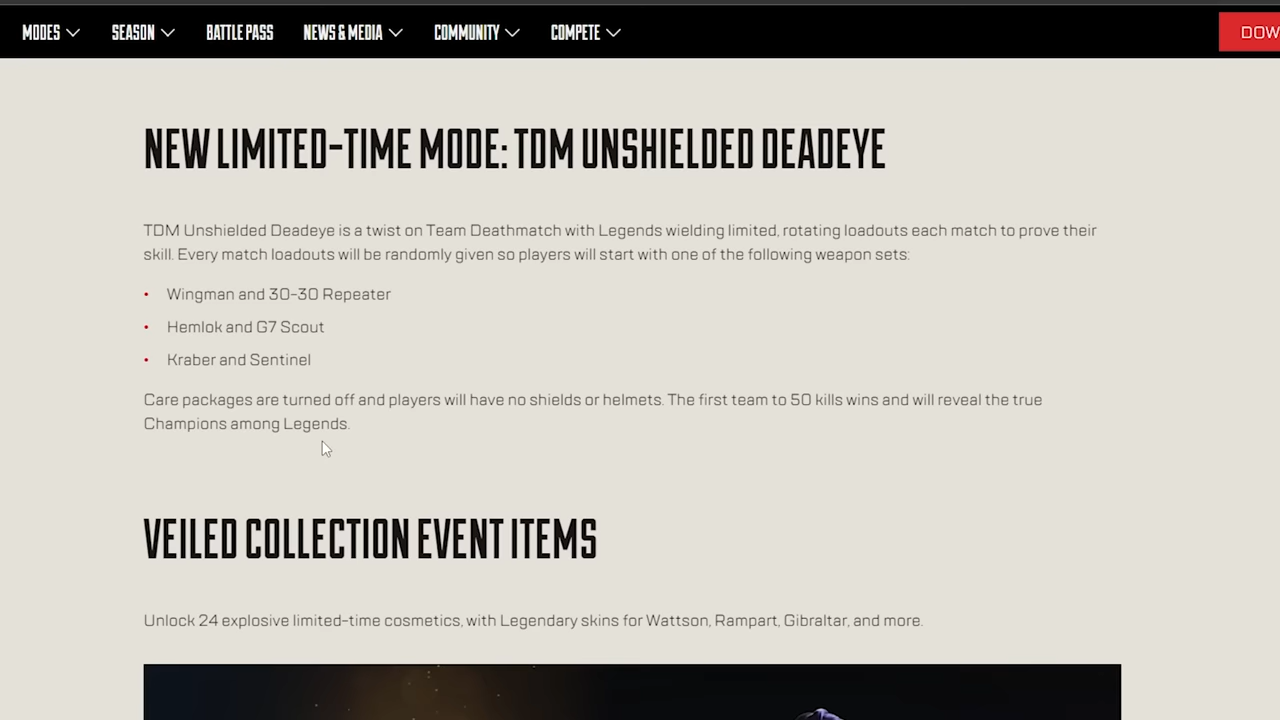 MODES SEASON BATTLE PASS NEWS & MEDIA COMMUNITY COMPETE DOW
NEW LIMITED-TIME MODE: TDM UNSHIELDED DEADEYE
TDM Unshielded Deadeye is a twist on Team Deathmatch with Legends wielding limited, rotating loadouts each match to prove their
skill. Every match loadouts will be randomly given so players will start with one of the following weapon sets:
• Wingman and 30-30 Repeater
• Hemlok and G7 Scout
• Kraber and Sentinel
Care packages are turned off and players will have no shields or helmets. The first team to 50 kills wins and will reveal the true
Champions among Legends.
VEILED COLLECTION EVENT ITEMS
Unlock 24 explosive limited-time cosmetics, with Legendary skins for Wattson, Rampart, Gibraltar, and more.